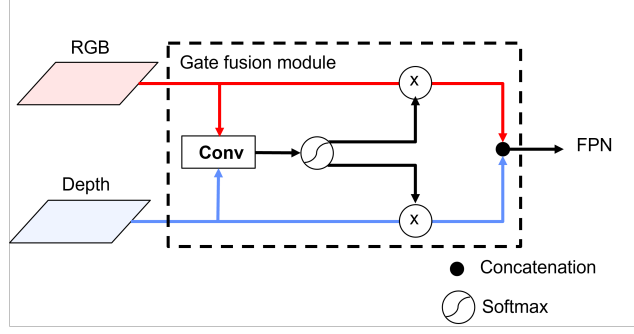 RGB
Gate fusion module
x
Conv
FPN
Depth
x
Concatenation
Softmax